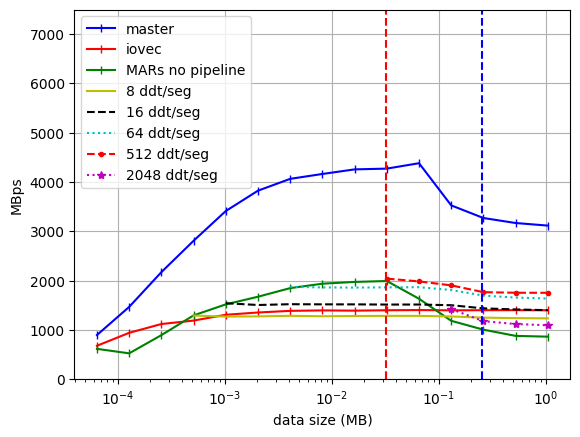 master
iovec
MARs no pipeline
8 ddt/seg
16 ddt/seg
64 ddt/seg
512 ddt/seg
2048 ddt/seg
7000
6000
5000
4000
3000
2000
1000
0
MBps
10⁻⁴ 10⁻³ 10⁻² 10⁻¹ 10⁰
data size (MB)